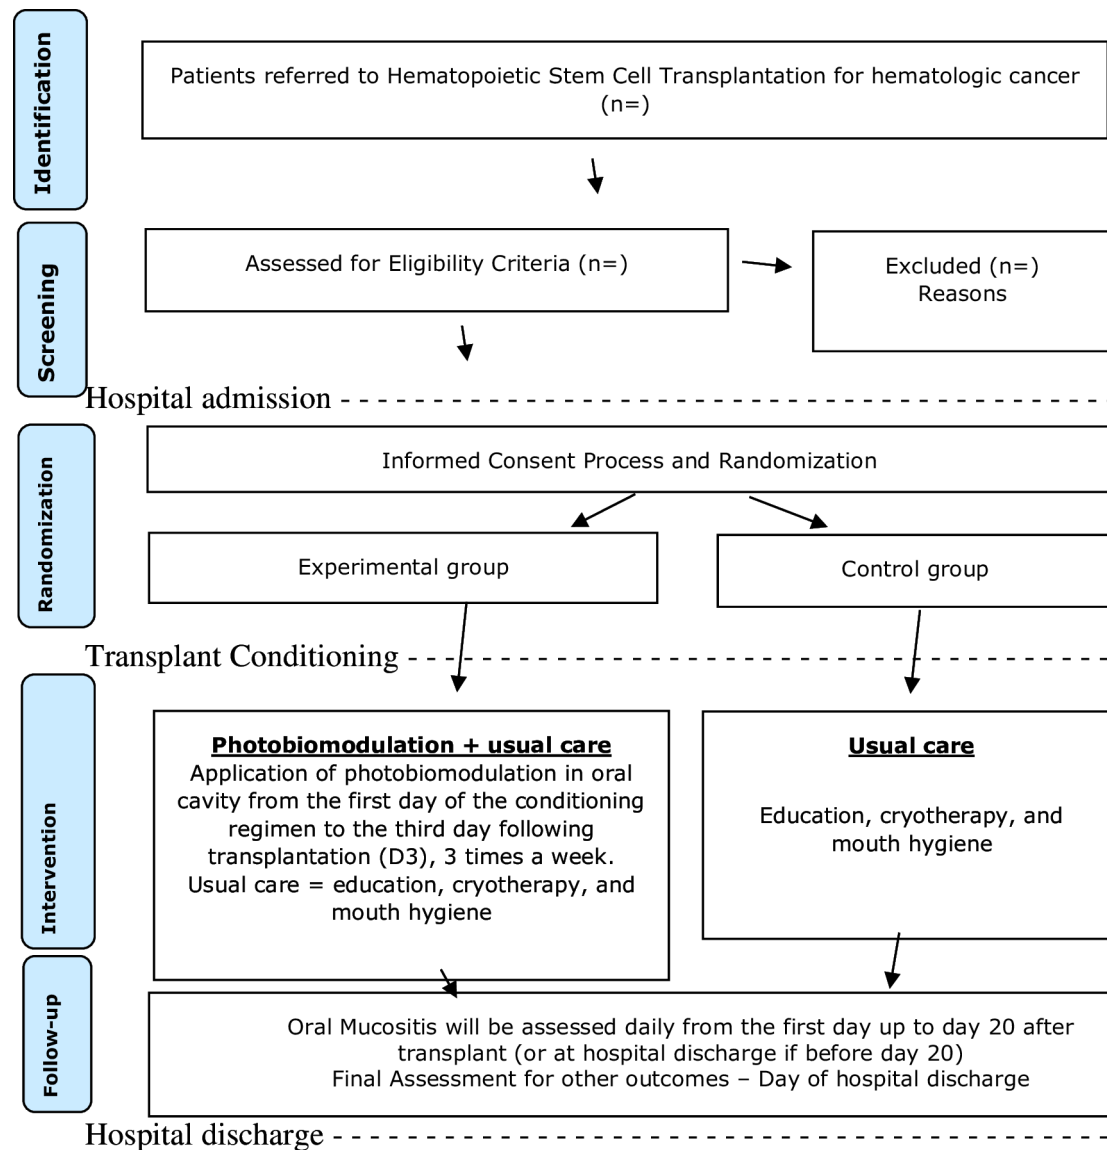 Identification
Patients referred to Hematopoietic Stem Cell Transplantation for hematologic cancer
(n=)
Screening
Assessed for Eligibility Criteria (n=)
Excluded (n=)
Reasons
Hospital admission
Randomization
Informed Consent Process and Randomization
Experimental group
Control group
Transplant Conditioning
Intervention
Photobiomodulation + usual care
Application of photobiomodulation in oral
cavity from the first day of the conditioning
regimen to the third day following
transplantation (D3), 3 times a week.
Usual care = education, cryotherapy, and
mouth hygiene
Usual care
Education, cryotherapy, and
mouth hygiene
Follow-up
Oral Mucositis will be assessed daily from the first day up to day 20 after
transplant (or at hospital discharge if before day 20)
Final Assessment for other outcomes – Day of hospital discharge
Hospital discharge